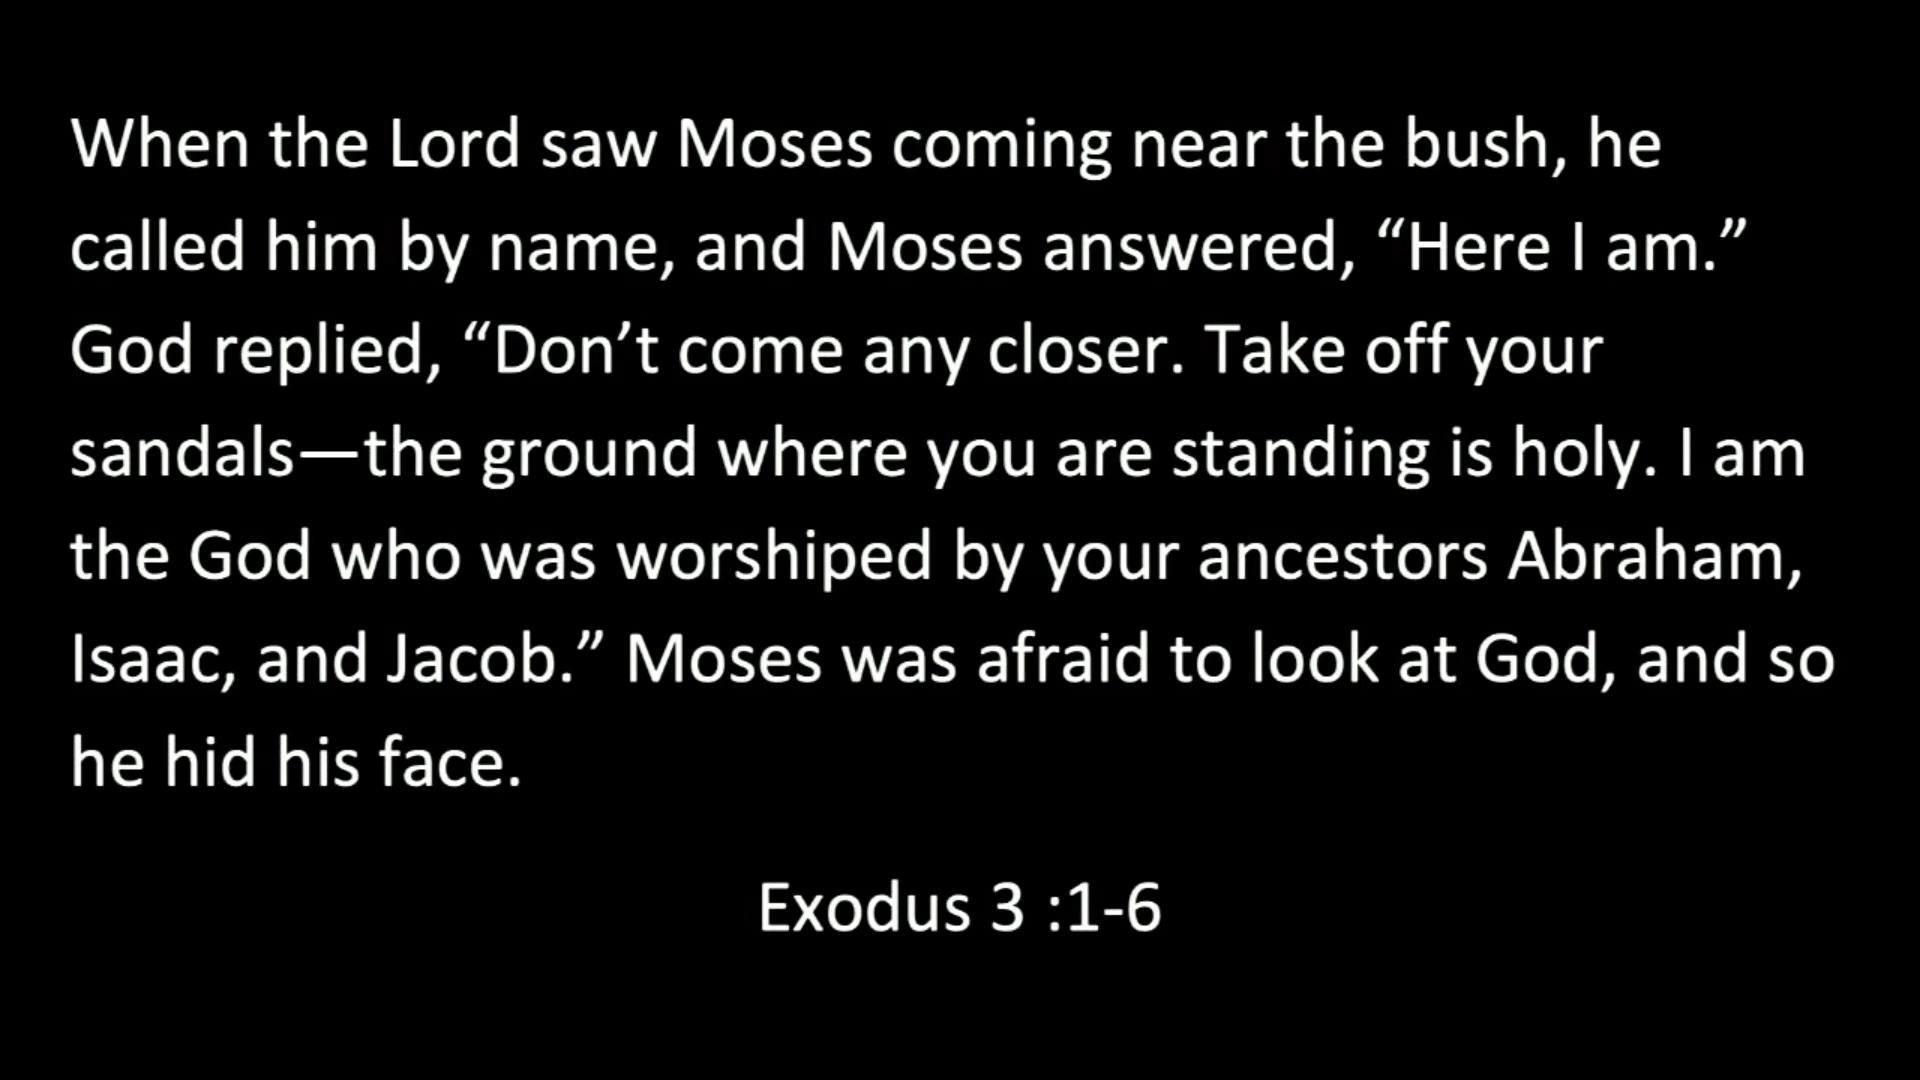 When the Lord saw Moses coming near the bush, he
called him by name, and Moses answered, “Here I am.”
God replied, “Don’t come any closer. Take off your
sandals—the ground where you are standing is holy. I am
the God who was worshiped by your ancestors Abraham,
Isaac, and Jacob.” Moses was afraid to look at God, and so
he hid his face.
Exodus 3 :1-6